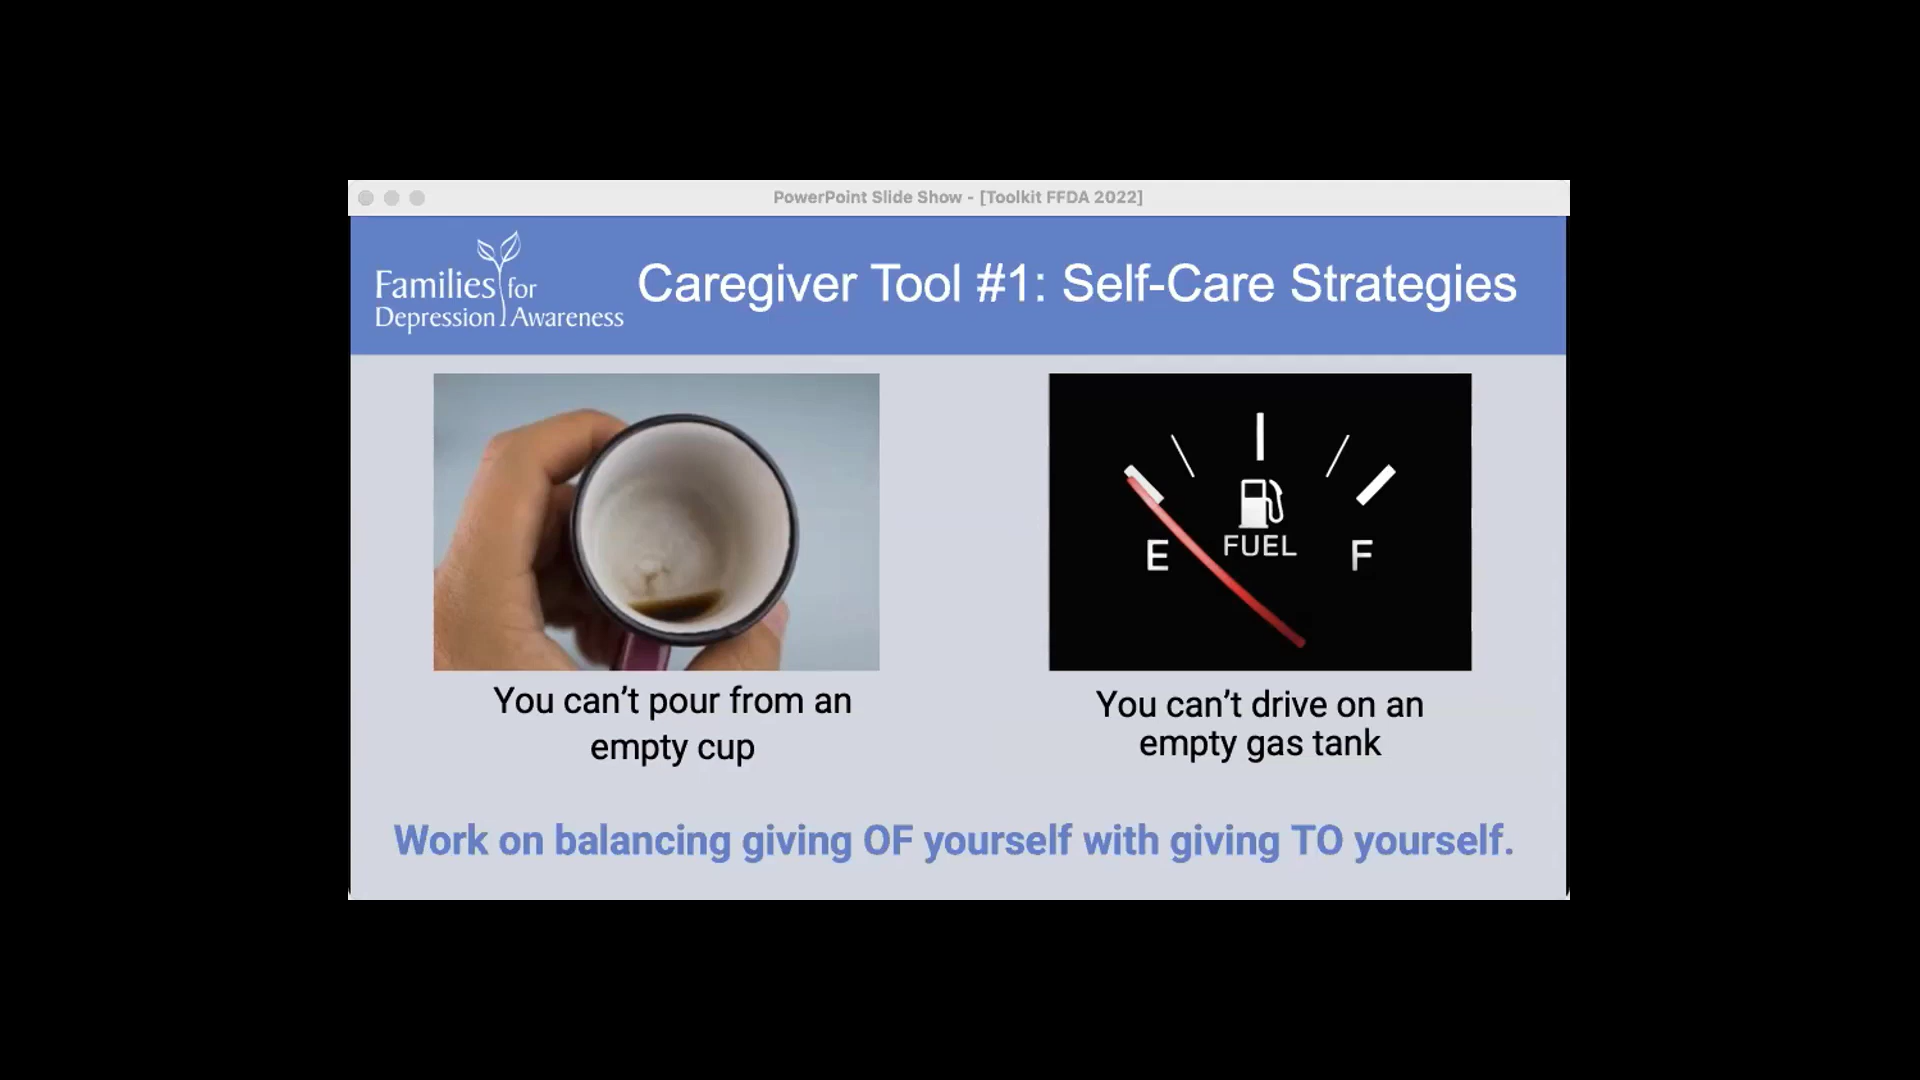 PowerPoint Slide Show - [Toolkit FFDA 2022]
Families for
Depression Awareness
Caregiver Tool #1: Self-Care Strategies
E
FUEL
F
You can’t pour from an
empty cup
You can’t drive on an
empty gas tank
Work on balancing giving OF yourself with giving TO yourself.